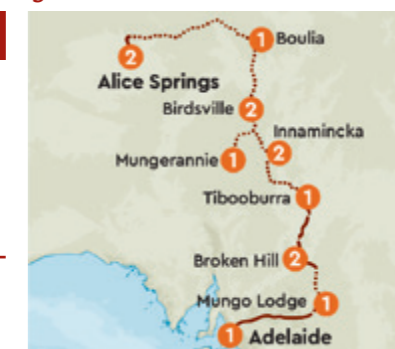 1 Boulia
2
Alice Springs
Birdsville 2
Innamincka
2
Mungerannie 1
Tibooburra 1
Broken Hill 2
Mungo Lodge 1
1 Adelaide